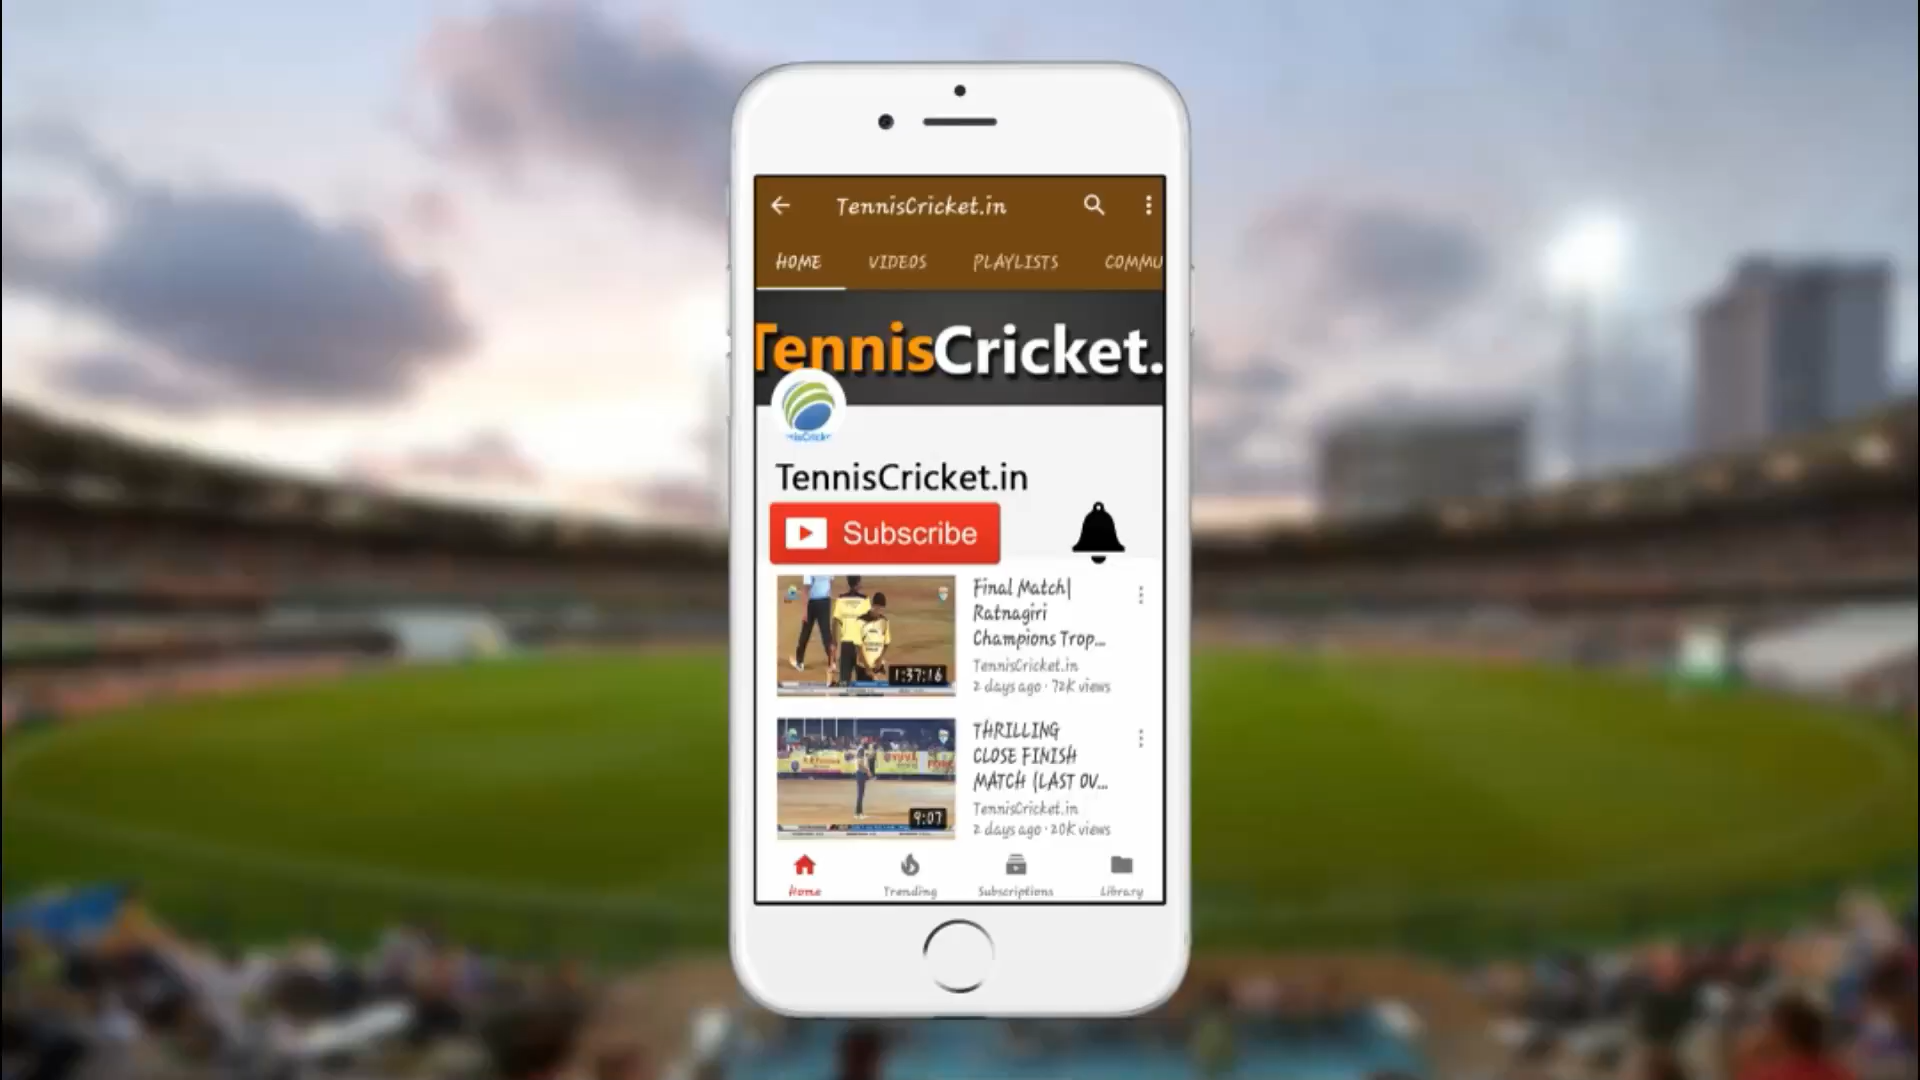 TennisCricket.in
HOME VIDEOS PLAYLISTS COMMU
TennisCricket.
TennisCricket.in
Subscribe
Final Match|
Ratnagiri
Champions Trop...
TennisCricket.in
2 days ago · 72K views
1:37:16
THRILLING
CLOSE FINISH
MATCH (LAST OV...
TennisCricket.in
2 days ago · 20K views
9:07
Home Trending Subscriptions Library